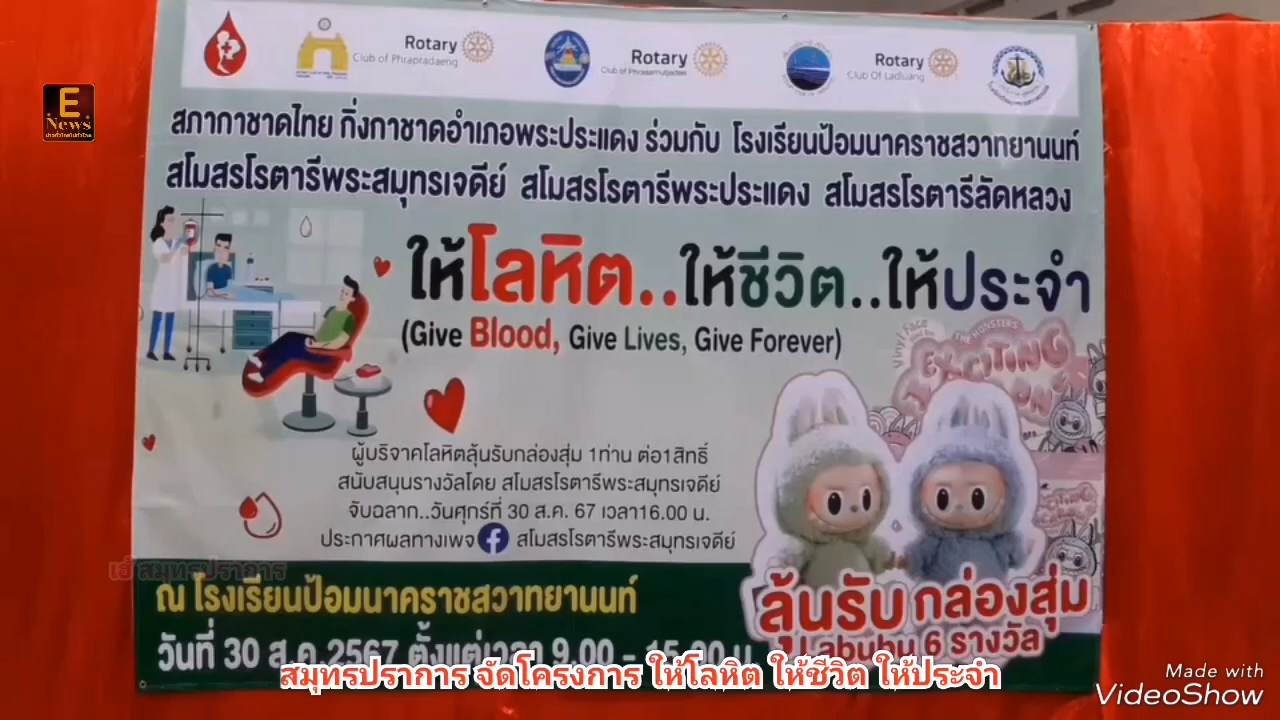 E
News
Rotary
Club of Phrapradaeng
Rotary
Club of Phrasamutjadee
Rotary
Club Of Ladluang
สภากาชาดไทย กิ่งกาชาดอำเภอพระประแดง ร่วมกับ โรงเรียนป้อมนาคราชสวาทยานนท์
สโมสรโรตารีพระสมุทรเจดีย์ สโมสรโรตารีพระประแดง สโมสรโรตารีลัดหลวง
ให้โลหิต..ให้ชีวิต..ให้ประจำ
(Give Blood, Give Lives, Give Forever)
Vinyl Face
THE MONSTERS
EXCITING
ผู้บริจาคโลหิตลุ้นรับกล่องสุ่ม 1ท่าน ต่อ1สิทธิ์
สนับสนุนรางวัลโดย สโมสรโรตารีพระสมุทรเจดีย์
จับฉลาก..วันศุกร์ที่ 30 ส.ค. 67 เวลา16.00 น.
ประกาศผลทางเพจ f สโมสรโรตารีพระสมุทรเจดีย์
เฮ้ สมุทรปราการ
ณ โรงเรียนป้อมนาคราชสวาทยานนท์
วันที่ 30 ส.ค.2567 ตั้งแต่เวลา 9.00 - 15.00 น.
ลุ้นรับ กล่องสุ่ม
Labubu 6 รางวัล
สมุทรปราการ จัดโครงการ ให้โลหิต ให้ชีวิต ให้ประจำ
Made with
VideoShow